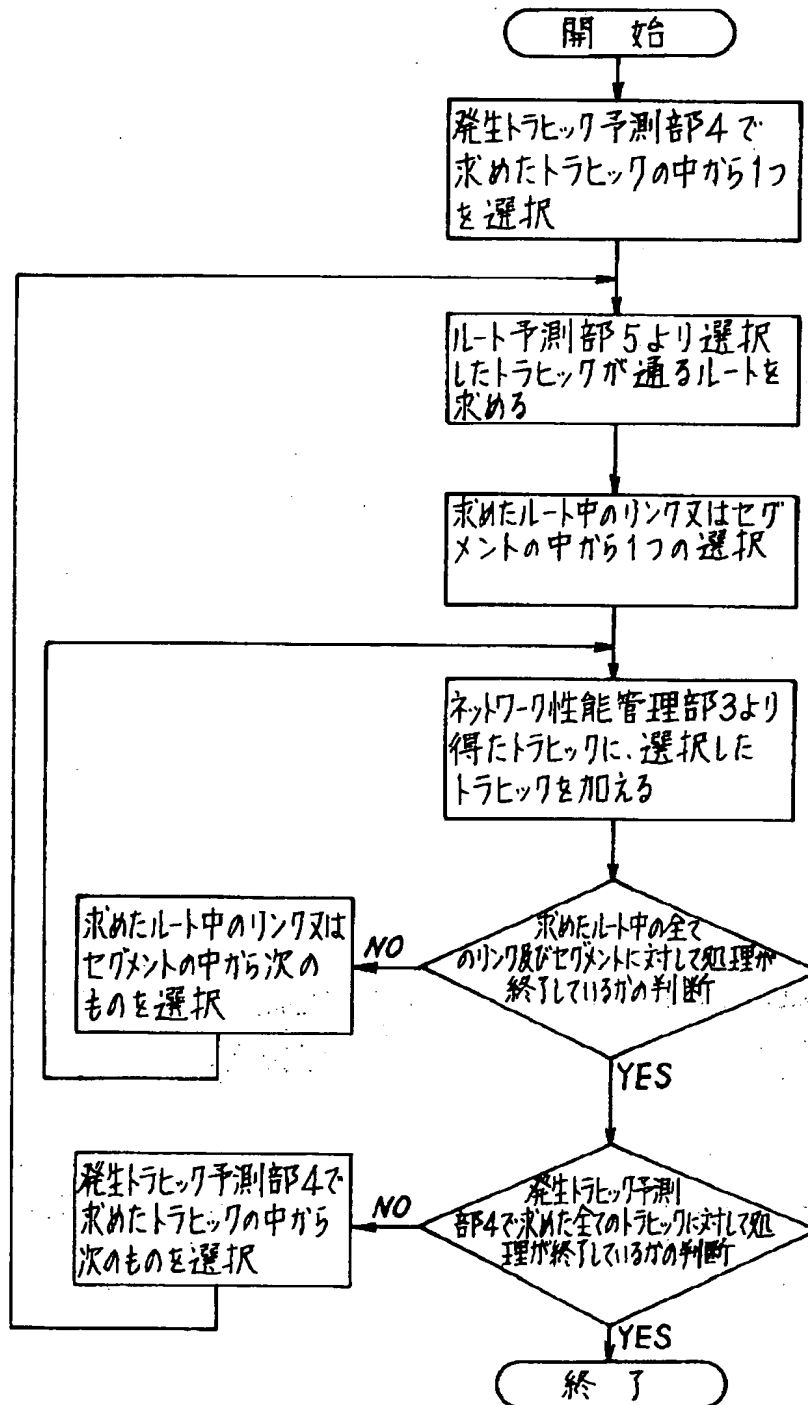 開始
発生トラヒック予測部4で
求めたトラヒックの中から1つ
を選択
ルート予測部5より選択
したトラヒックが通るルートを
求める
求めたルート中のリンク又はセグ
メントの中から1つの選択
ネットワーク性能管理部3より
得たトラヒックに、選択した
トラヒックを加える
求めたルート中の全て
のリンク及びセグメントに対して処理が
終了しているかの判断
NO
求めたルート中のリンク又は
セグメントの中から次の
ものを選択
YES
発生トラヒック予測
部4で求めた全てのトラヒックに対して処
理が終了しているかの判断
NO
発生トラヒック予測部4で
求めたトラヒックの中から
次のものを選択
YES
終了